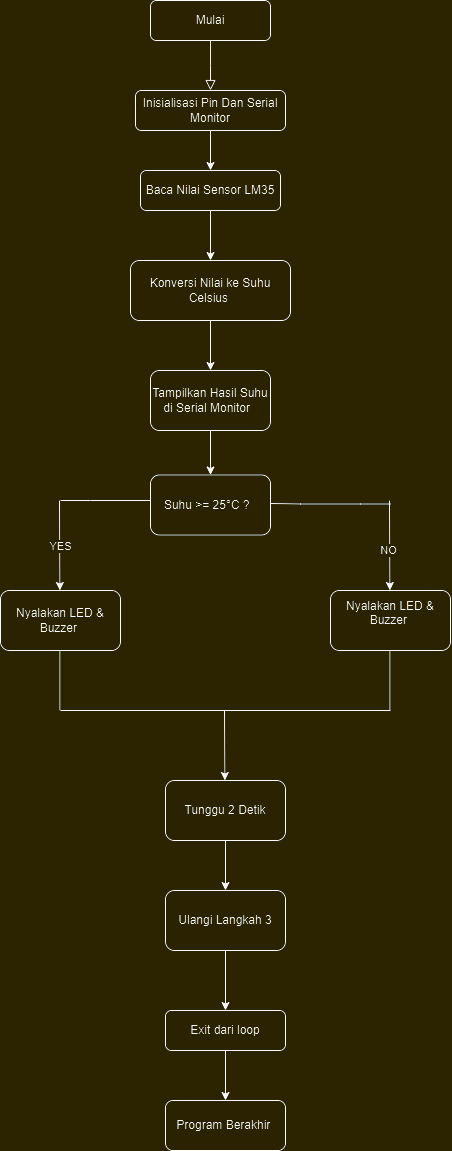 Mulai
Inisialisasi Pin Dan Serial
Monitor
Baca Nilai Sensor LM35
Konversi Nilai ke Suhu
Celsius
Tampilkan Hasil Suhu
di Serial Monitor
Suhu >= 25°C ?
YES
NO
Nyalakan LED &
Buzzer
Nyalakan LED &
Buzzer
Tunggu 2 Detik
Ulangi Langkah 3
Exit dari loop
Program Berakhir